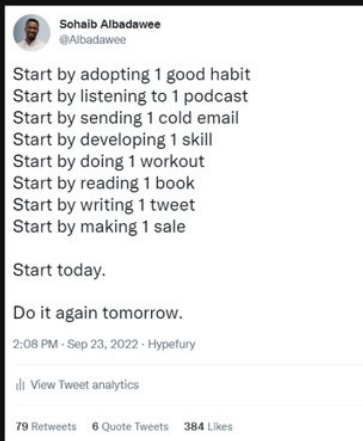 Sohaib Albadawee
@Albadawee
Start by adopting 1 good habit
Start by listening to 1 podcast
Start by sending 1 cold email
Start by developing 1 skill
Start by doing 1 workout
Start by reading 1 book
Start by writing 1 tweet
Start by making 1 sale
Start today.
Do it again tomorrow.
2:08 PM · Sep 23, 2022 · Hypefury
View Tweet analytics
79 Retweets 6 Quote Tweets 384 Likes